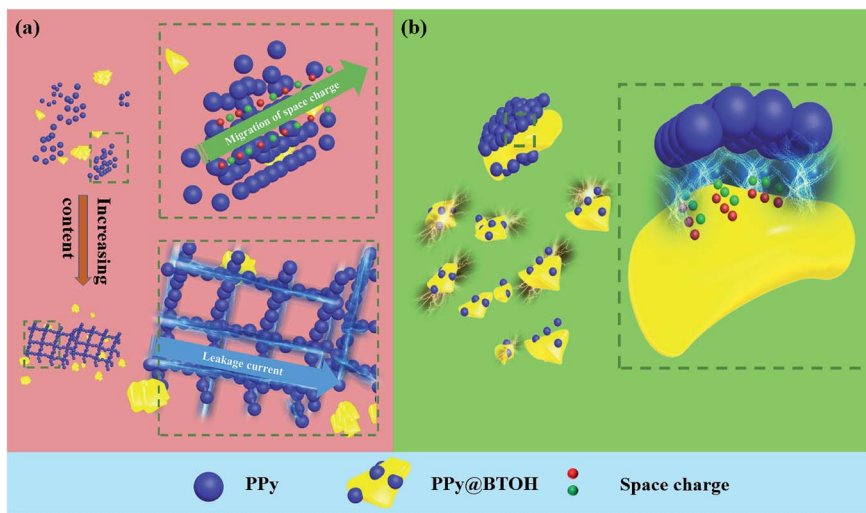 (a)
Migration of space charge
Increasing
content
Leakage current
(b)
PPy
PPy@BTOH
Space charge